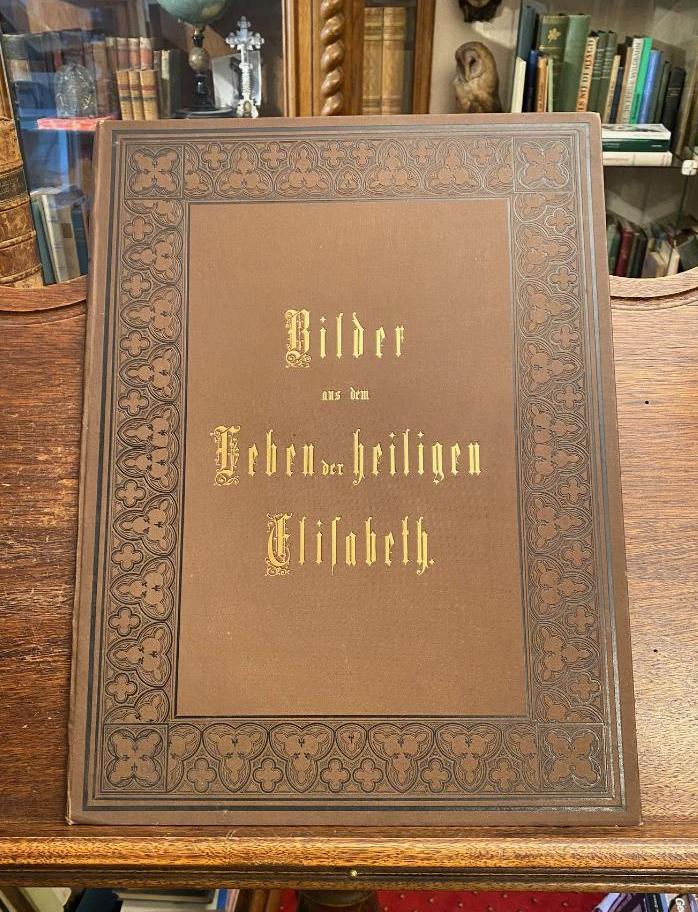 Bilder
aus dem
Leben der heiligen
Eliſabeth.